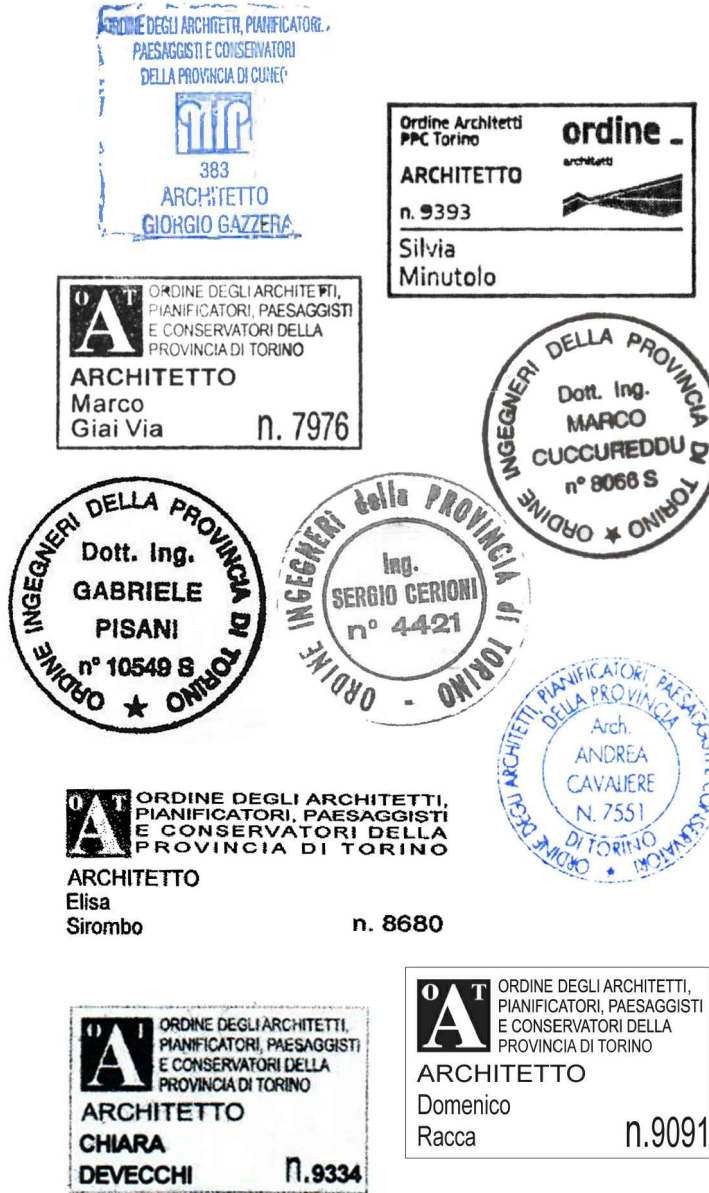 ORDINE DEGLI ARCHITETTI, PIANIFICATORI,
PAESAGGISTI E CONSERVATORI
DELLA PROVINCIA DI CUNEO
383
ARCHITETTO
GIORGIO GAZZERA
Ordine Architetti
PPC Torino
ordine
architetti
ARCHITETTO
n. 9393
Silvia
Minutolo
OAT
ORDINE DEGLI ARCHITETTI,
PIANIFICATORI, PAESAGGISTI
E CONSERVATORI DELLA
PROVINCIA DI TORINO
ARCHITETTO
Marco
Giai Via
n. 7976
ORDINE INGEGNERI DELLA PROVINCIA DI TORINO
Dott. Ing.
MARCO
CUCCUREDDU
n° 8066 S
ORDINE INGEGNERI DELLA PROVINCIA DI TORINO
Dott. Ing.
GABRIELE
PISANI
n° 10549 S
ORDINE INGEGNERI della PROVINCIA di TORINO -
Ing.
SERGIO CERIONI
n° 4421
ORDINE DEGLI ARCHITETTI, PIANIFICATORI, PAESAGGISTI E CONSERVATORI
DELLA PROVINCIA
DI TORINO
Arch.
ANDREA
CAVALIERE
N. 7551
OAT
ORDINE DEGLI ARCHITETTI,
PIANIFICATORI, PAESAGGISTI
E CONSERVATORI DELLA
PROVINCIA DI TORINO
ARCHITETTO
Elisa
Sirombo
n. 8680
OAT
ORDINE DEGLI ARCHITETTI,
PIANIFICATORI, PAESAGGISTI
E CONSERVATORI DELLA
PROVINCIA DI TORINO
ARCHITETTO
CHIARA
DEVECCHI
n.9334
OAT
ORDINE DEGLI ARCHITETTI,
PIANIFICATORI, PAESAGGISTI
E CONSERVATORI DELLA
PROVINCIA DI TORINO
ARCHITETTO
Domenico
Racca
n.9091